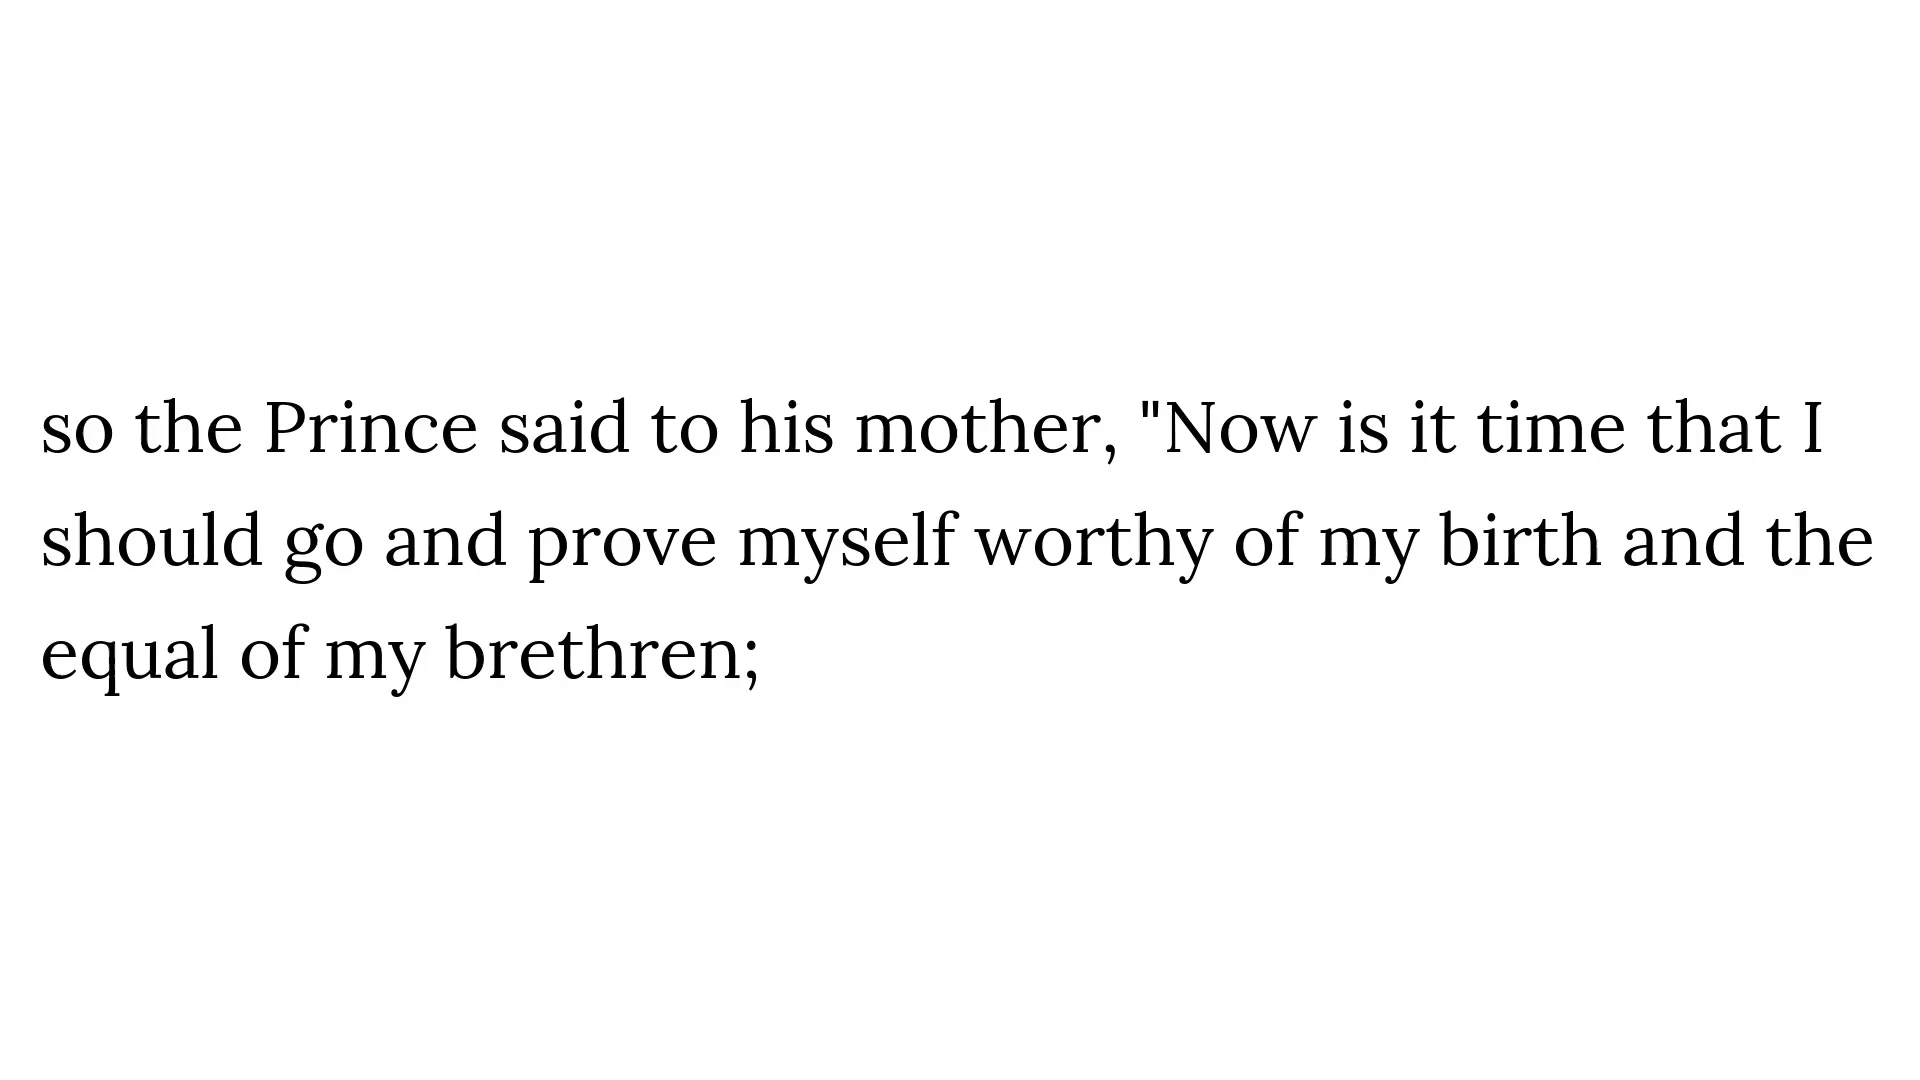 so the Prince said to his mother, "Now is it time that I
should go and prove myself worthy of my birth and the
equal of my brethren;